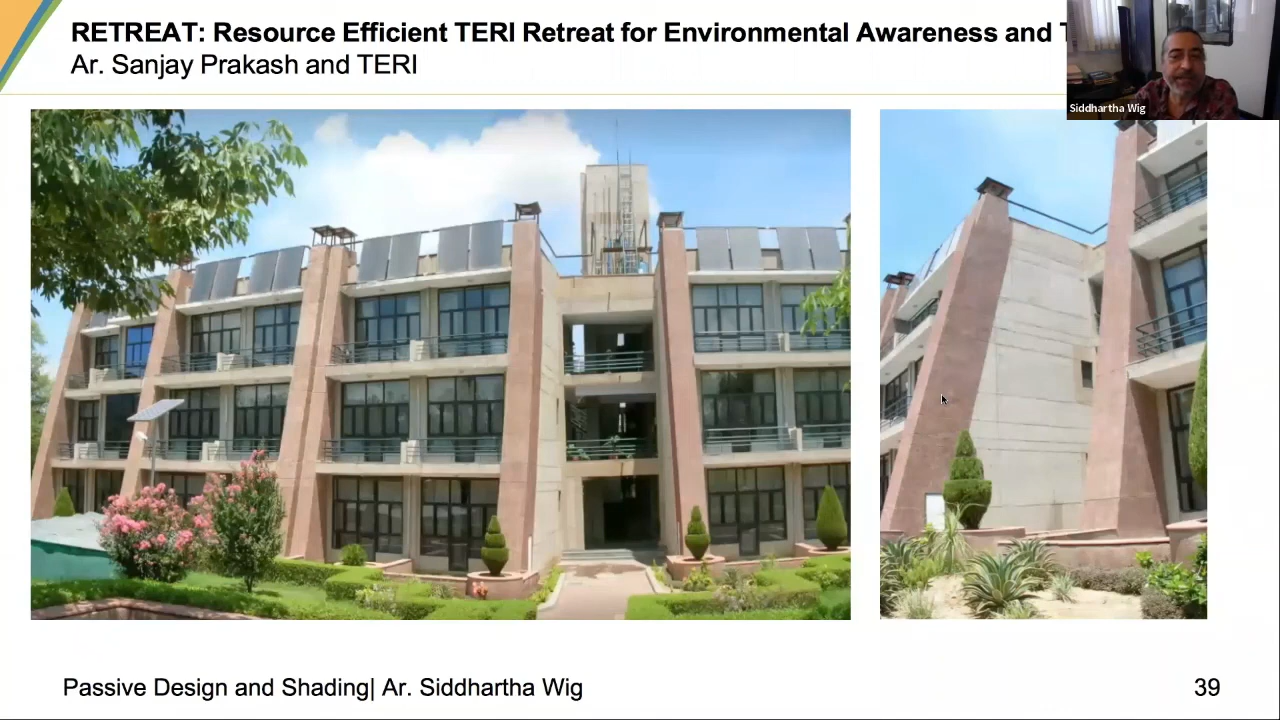 RETREAT: Resource Efficient TERI Retreat for Environmental Awareness and T
Ar. Sanjay Prakash and TERI
Siddhartha Wig
Passive Design and Shading| Ar. Siddhartha Wig
39